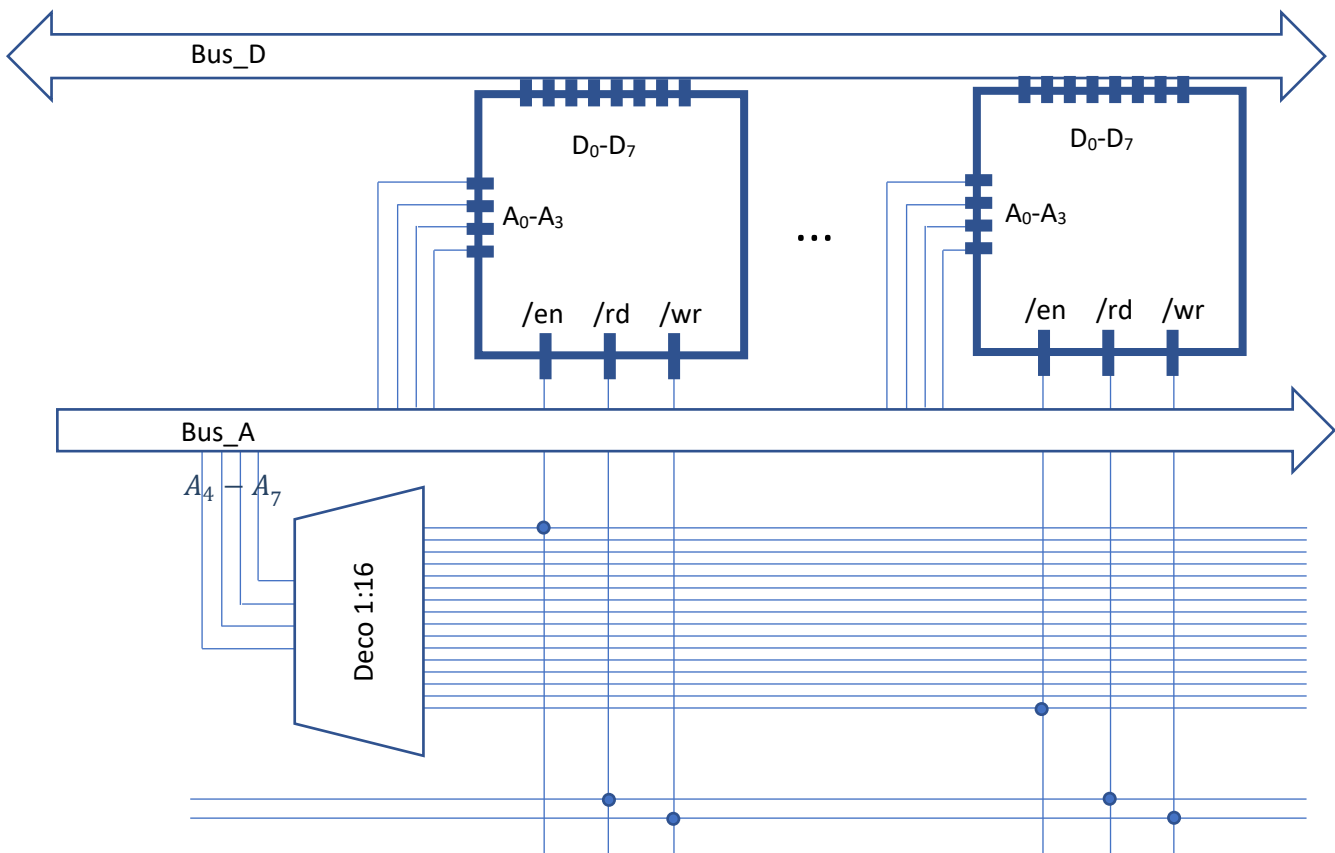 Bus_D
D₀-D₇
D₀-D₇
A₀-A₃
...
A₀-A₃
/en /rd /wr
/en /rd /wr
Bus_A
A₄ − A₇
Deco 1:16